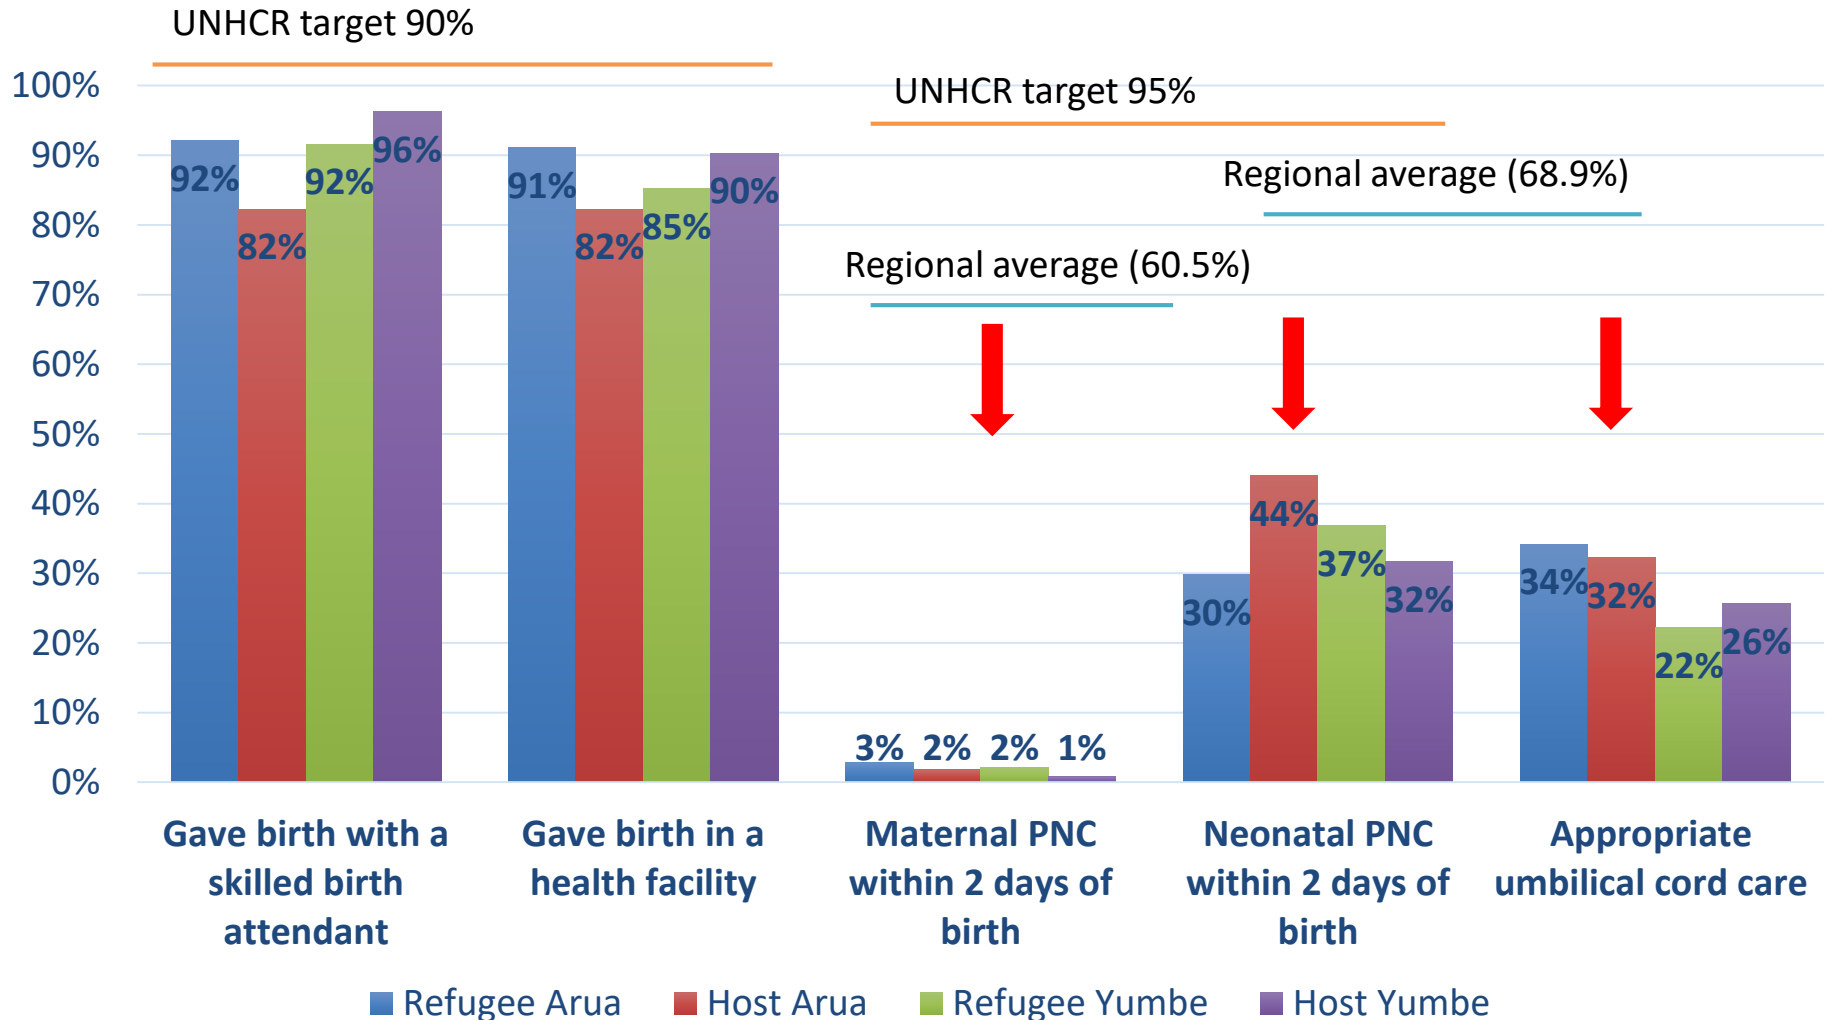 UNHCR target 90%
UNHCR target 95%
Regional average (68.9%)
Regional average (60.5%)
100%
90%
80%
70%
60%
50%
40%
30%
20%
10%
0%
92%
82%
92%
96%
91%
82%
85%
90%
3%
2%
2%
1%
30%
44%
37%
32%
34%
32%
22%
26%
Gave birth with a
skilled birth
attendant
Gave birth in a
health facility
Maternal PNC
within 2 days of
birth
Neonatal PNC
within 2 days of
birth
Appropriate
umbilical cord care
Refugee Arua
Host Arua
Refugee Yumbe
Host Yumbe